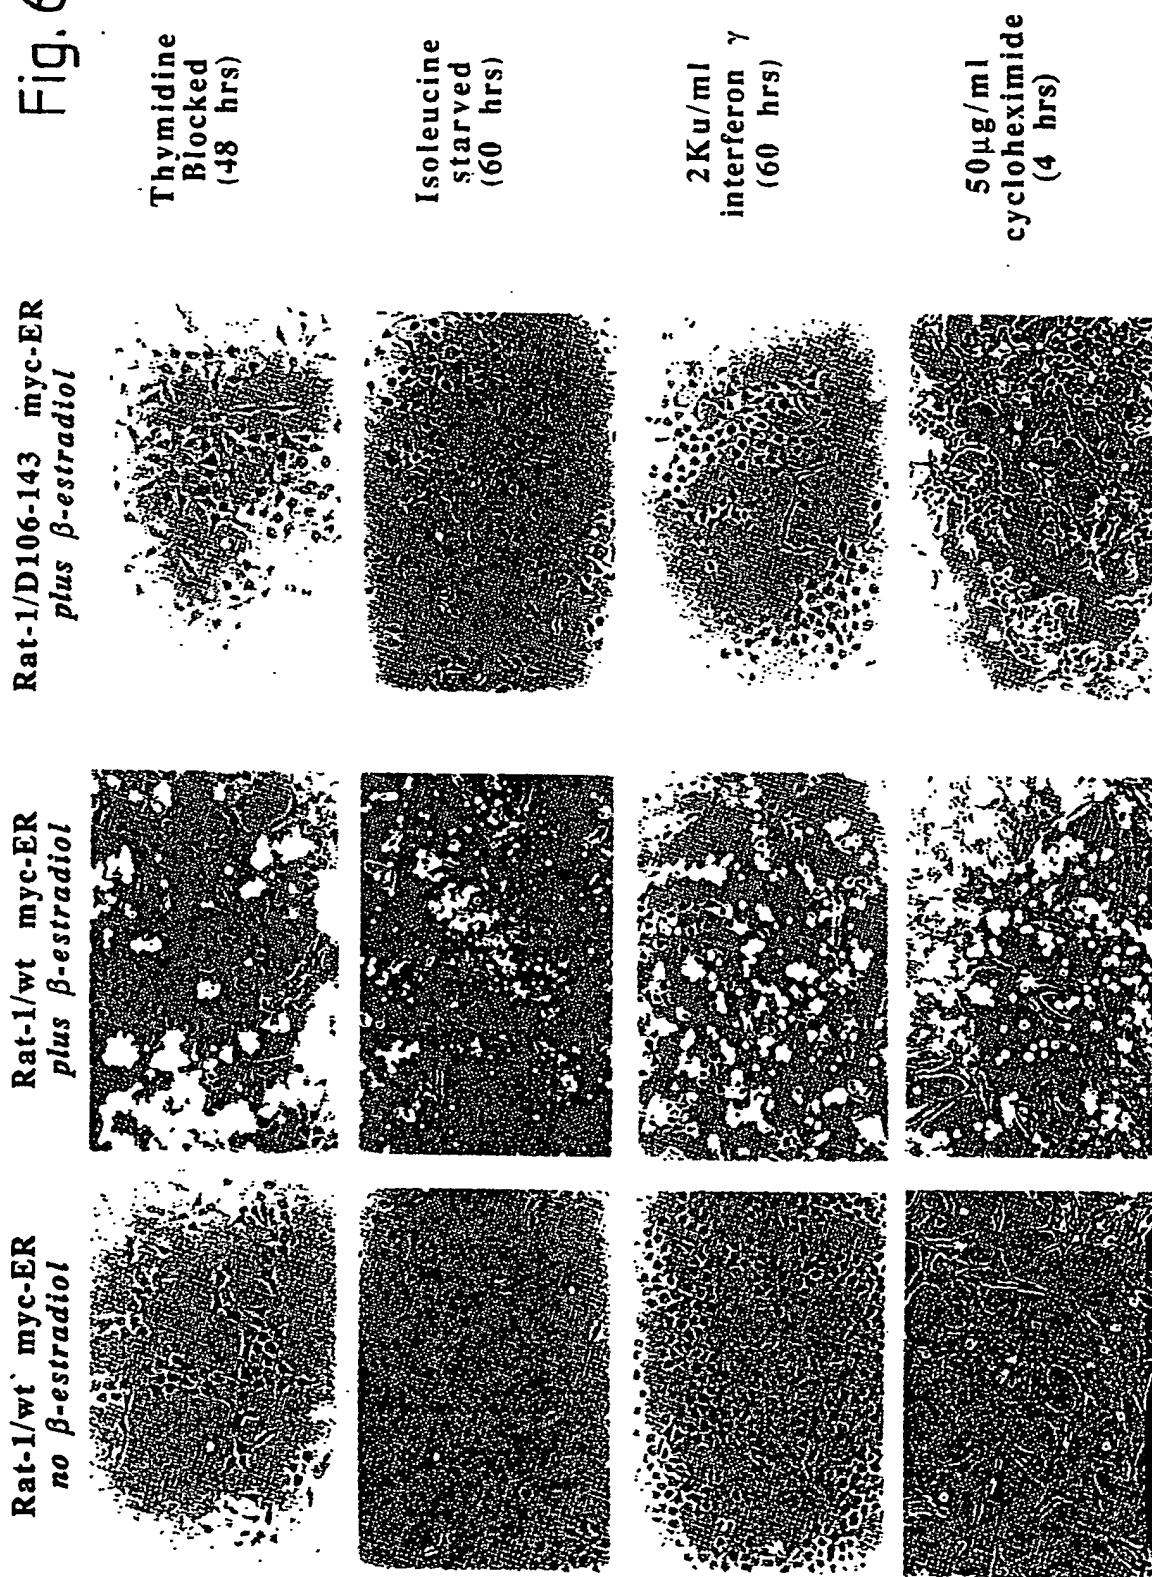 Fig. 6
Rat-1/wt myc-ER
no β-estradiol
Rat-1/wt myc-ER
plus β-estradiol
Rat-1/D106-143 myc-ER
plus β-estradiol
Thymidine
Blocked
(48 hrs)
Isoleucine
starved
(60 hrs)
2Ku/ml
interferon γ
(60 hrs)
50μg/ml
cycloheximide
(4 hrs)